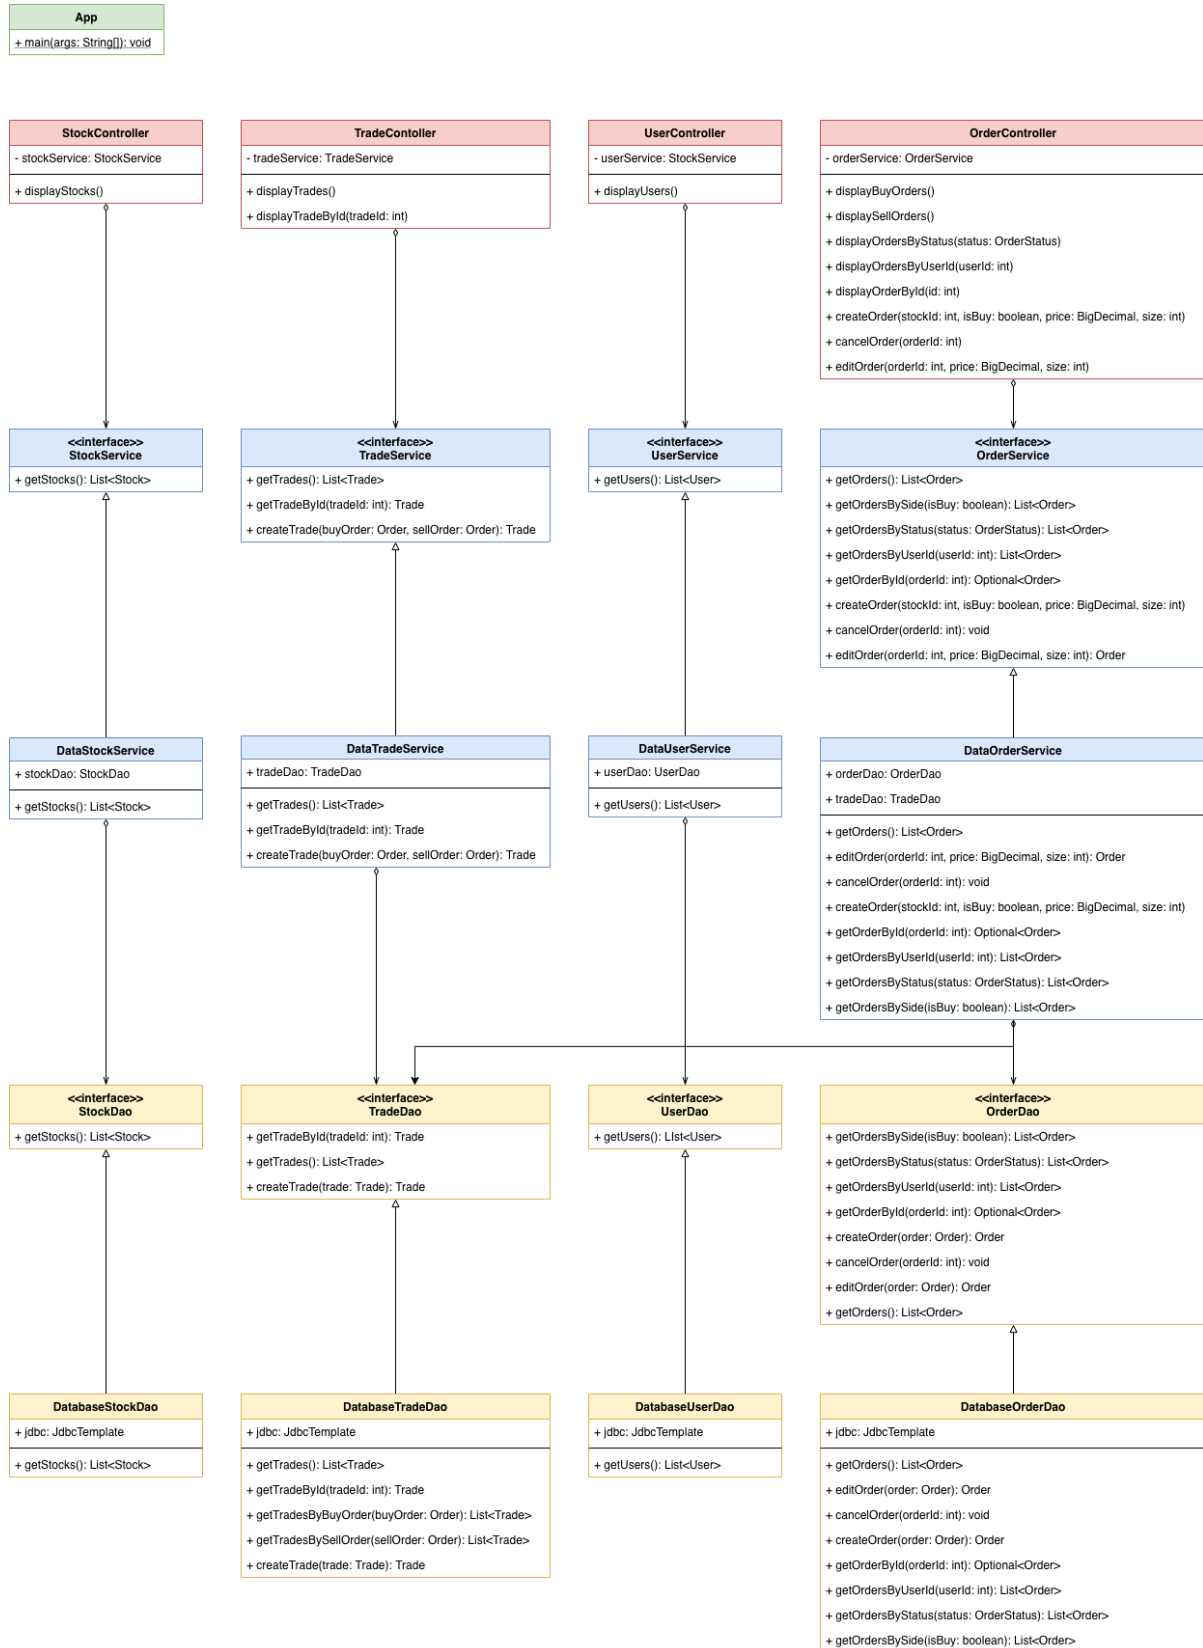 App
+ main(args: String[]): void
StockController
- stockService: StockService
+ displayStocks()
TradeContoller
- tradeService: TradeService
+ displayTrades()
+ displayTradeById(tradeId: int)
UserController
- userService: StockService
+ displayUsers()
OrderController
- orderService: OrderService
+ displayBuyOrders()
+ displaySellOrders()
+ displayOrdersByStatus(status: OrderStatus)
+ displayOrdersByUserId(userId: int)
+ displayOrderById(id: int)
+ createOrder(stockId: int, isBuy: boolean, price: BigDecimal, size: int)
+ cancelOrder(orderId: int)
+ editOrder(orderId: int, price: BigDecimal, size: int)
<<interface>>
StockService
+ getStocks(): List<Stock>
<<interface>>
TradeService
+ getTrades(): List<Trade>
+ getTradeById(tradeId: int): Trade
+ createTrade(buyOrder: Order, sellOrder: Order): Trade
<<interface>>
UserService
+ getUsers(): List<User>
<<interface>>
OrderService
+ getOrders(): List<Order>
+ getOrdersBySide(isBuy: boolean): List<Order>
+ getOrdersByStatus(status: OrderStatus): List<Order>
+ getOrdersByUserId(userId: int): List<Order>
+ getOrderById(orderId: int): Optional<Order>
+ createOrder(stockId: int, isBuy: boolean, price: BigDecimal, size: int)
+ cancelOrder(orderId: int): void
+ editOrder(orderId: int, price: BigDecimal, size: int): Order
DataStockService
+ stockDao: StockDao
+ getStocks(): List<Stock>
DataTradeService
+ tradeDao: TradeDao
+ getTrades(): List<Trade>
+ getTradeById(tradeId: int): Trade
+ createTrade(buyOrder: Order, sellOrder: Order): Trade
DataUserService
+ userDao: UserDao
+ getUsers(): List<User>
DataOrderService
+ orderDao: OrderDao
+ tradeDao: TradeDao
+ getOrders(): List<Order>
+ editOrder(orderId: int, price: BigDecimal, size: int): Order
+ cancelOrder(orderId: int): void
+ createOrder(stockId: int, isBuy: boolean, price: BigDecimal, size: int)
+ getOrderById(orderId: int): Optional<Order>
+ getOrdersByUserId(userId: int): List<Order>
+ getOrdersByStatus(status: OrderStatus): List<Order>
+ getOrdersBySide(isBuy: boolean): List<Order>
<<interface>>
StockDao
+ getStocks(): List<Stock>
<<interface>>
TradeDao
+ getTradeById(tradeId: int): Trade
+ getTrades(): List<Trade>
+ createTrade(trade: Trade): Trade
<<interface>>
UserDao
+ getUsers(): LIst<User>
<<interface>>
OrderDao
+ getOrdersBySide(isBuy: boolean): List<Order>
+ getOrdersByStatus(status: OrderStatus): List<Order>
+ getOrdersByUserId(userId: int): List<Order>
+ getOrderById(orderId: int): Optional<Order>
+ createOrder(order: Order): Order
+ cancelOrder(orderId: int): void
+ editOrder(order: Order): Order
+ getOrders(): List<Order>
DatabaseStockDao
+ jdbc: JdbcTemplate
+ getStocks(): List<Stock>
DatabaseTradeDao
+ jdbc: JdbcTemplate
+ getTrades(): List<Trade>
+ getTradeById(tradeId: int): Trade
+ getTradesByBuyOrder(buyOrder: Order): List<Trade>
+ getTradesBySellOrder(sellOrder: Order): List<Trade>
+ createTrade(trade: Trade): Trade
DatabaseUserDao
+ jdbc: JdbcTemplate
+ getUsers(): List<User>
DatabaseOrderDao
+ jdbc: JdbcTemplate
+ getOrders(): List<Order>
+ editOrder(order: Order): Order
+ cancelOrder(orderId: int): void
+ createOrder(order: Order): Order
+ getOrderById(orderId: int): Optional<Order>
+ getOrdersByUserId(userId: int): List<Order>
+ getOrdersByStatus(status: OrderStatus): List<Order>
+ getOrdersBySide(isBuy: boolean): List<Order>